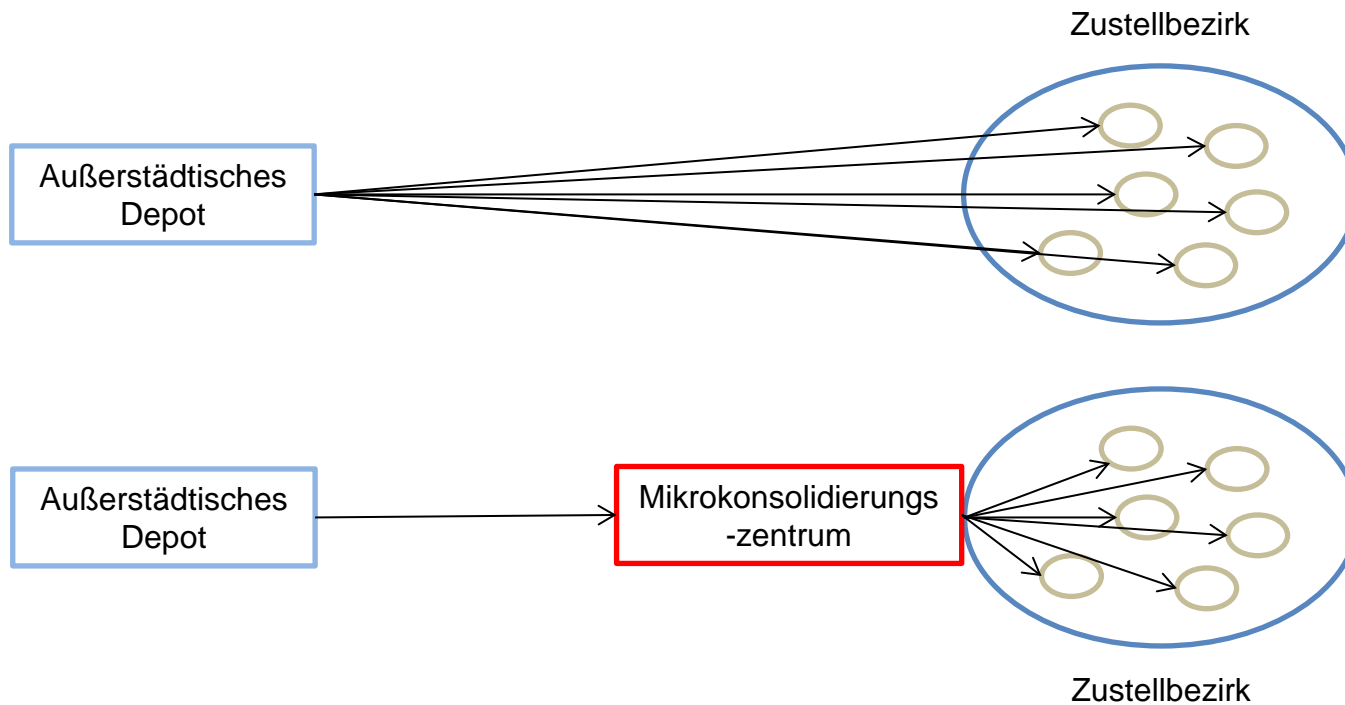 Zustellbezirk
Außerstädtisches
Depot
Außerstädtisches
Depot
Mikrokonsolidierungs
-zentrum
Zustellbezirk